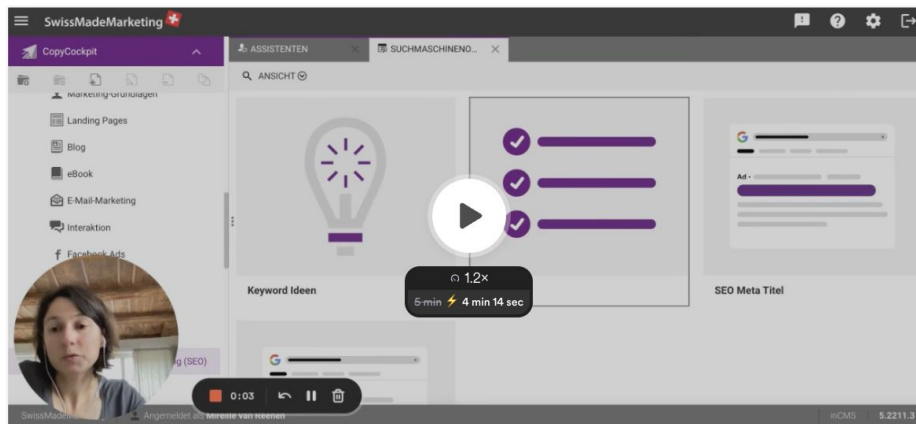 SwissMadeMarketing
CopyCockpit
ASSISTENTEN
SUCHMASCHINENO...
ANSICHT
Marketing-Grundlagen
Landing Pages
Blog
eBook
E-Mail-Marketing
Interaktion
Facebook Ads
Ad
1.2×
5 min ⚡ 4 min 14 sec
Keyword Ideen
SEO Meta Titel
(SEO)
0:03
Angemeldet als Mireille van Reenen
inCMS
5.2211.3